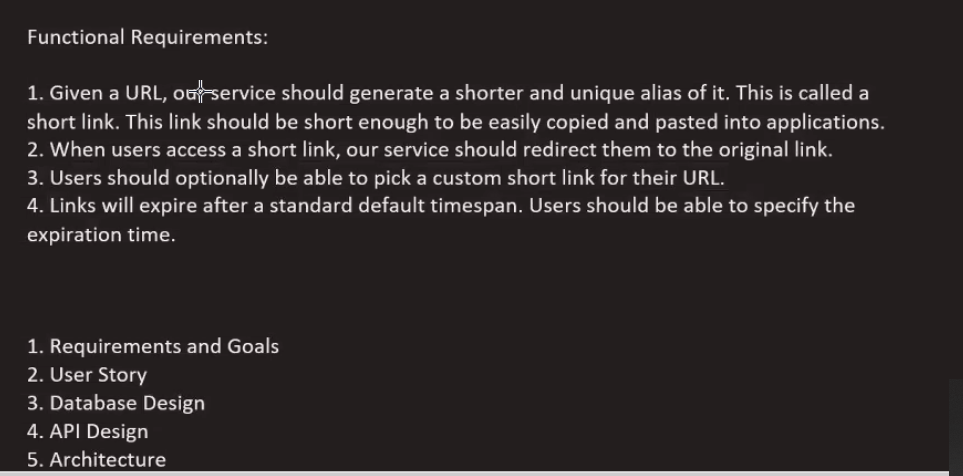 Functional Requirements:
1. Given a URL, our service should generate a shorter and unique alias of it. This is called a
short link. This link should be short enough to be easily copied and pasted into applications.
2. When users access a short link, our service should redirect them to the original link.
3. Users should optionally be able to pick a custom short link for their URL.
4. Links will expire after a standard default timespan. Users should be able to specify the
expiration time.
1. Requirements and Goals
2. User Story
3. Database Design
4. API Design
5. Architecture